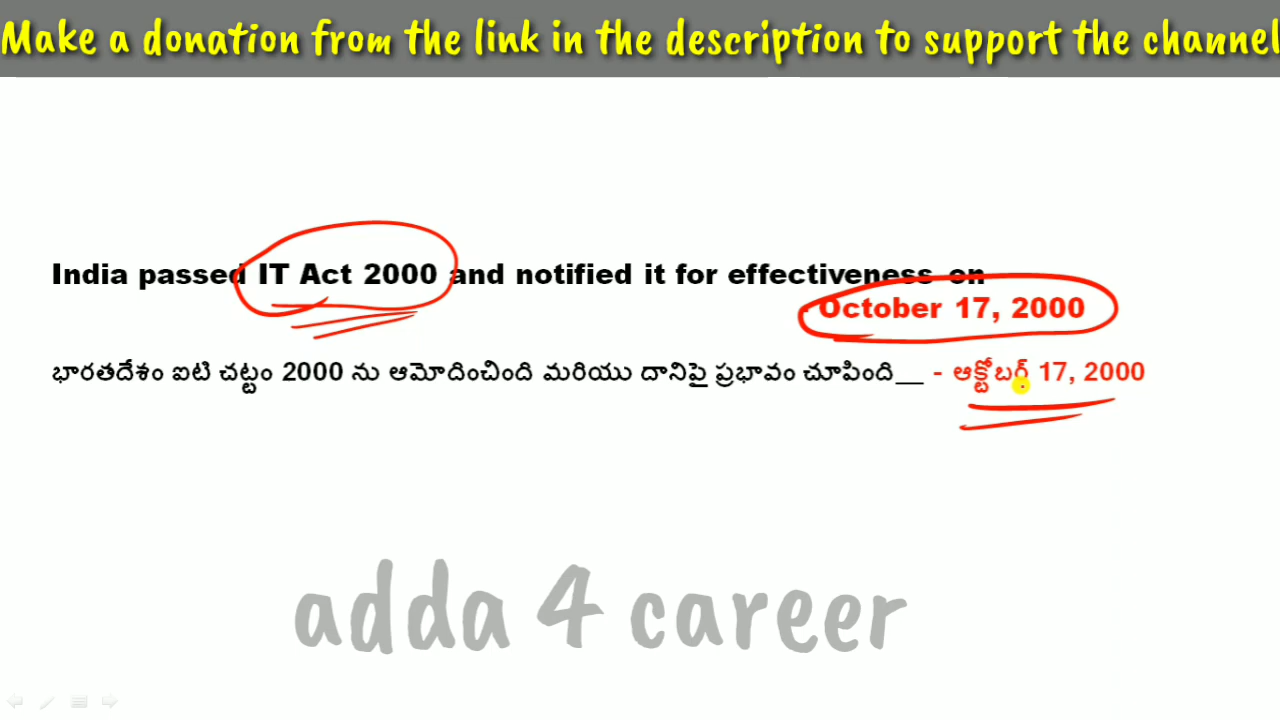 Make a donation from the link in the description to support the channel
India passed IT Act 2000 and notified it for effectiveness on
- October 17, 2000
భారతదేశం ఐటి చట్టం 2000 ను ఆమోదించింది మరియు దానిపై ప్రభావం చూపింది__ - ఆక్టోబర్ 17, 2000
adda 4 career